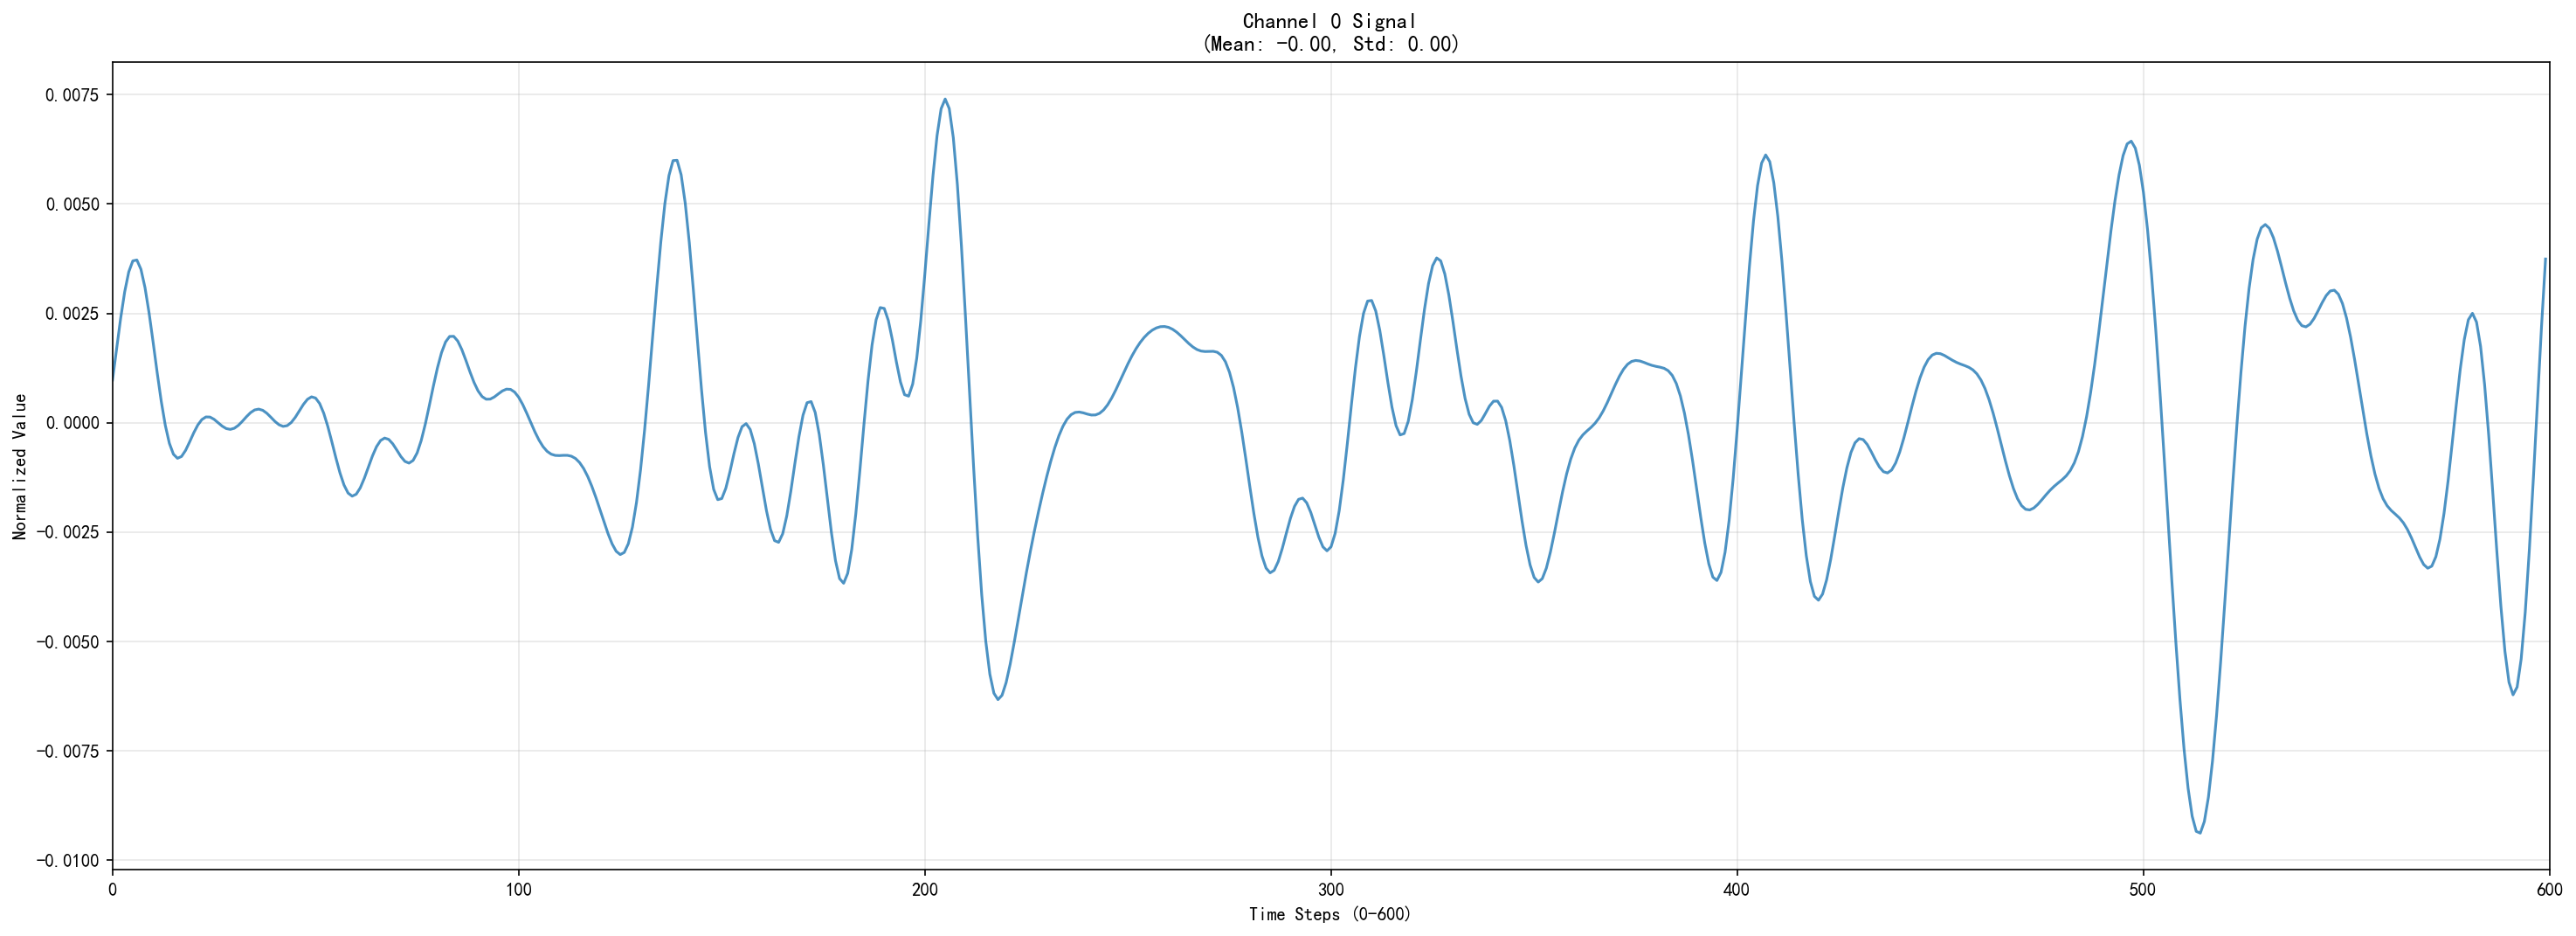 Channel 0 Signal
(Mean: -0.00, Std: 0.00)
Normalized Value
0.0075
0.0050
0.0025
0.0000
-0.0025
-0.0050
-0.0075
-0.0100
0 100 200 300 400 500 600
Time Steps (0-600)